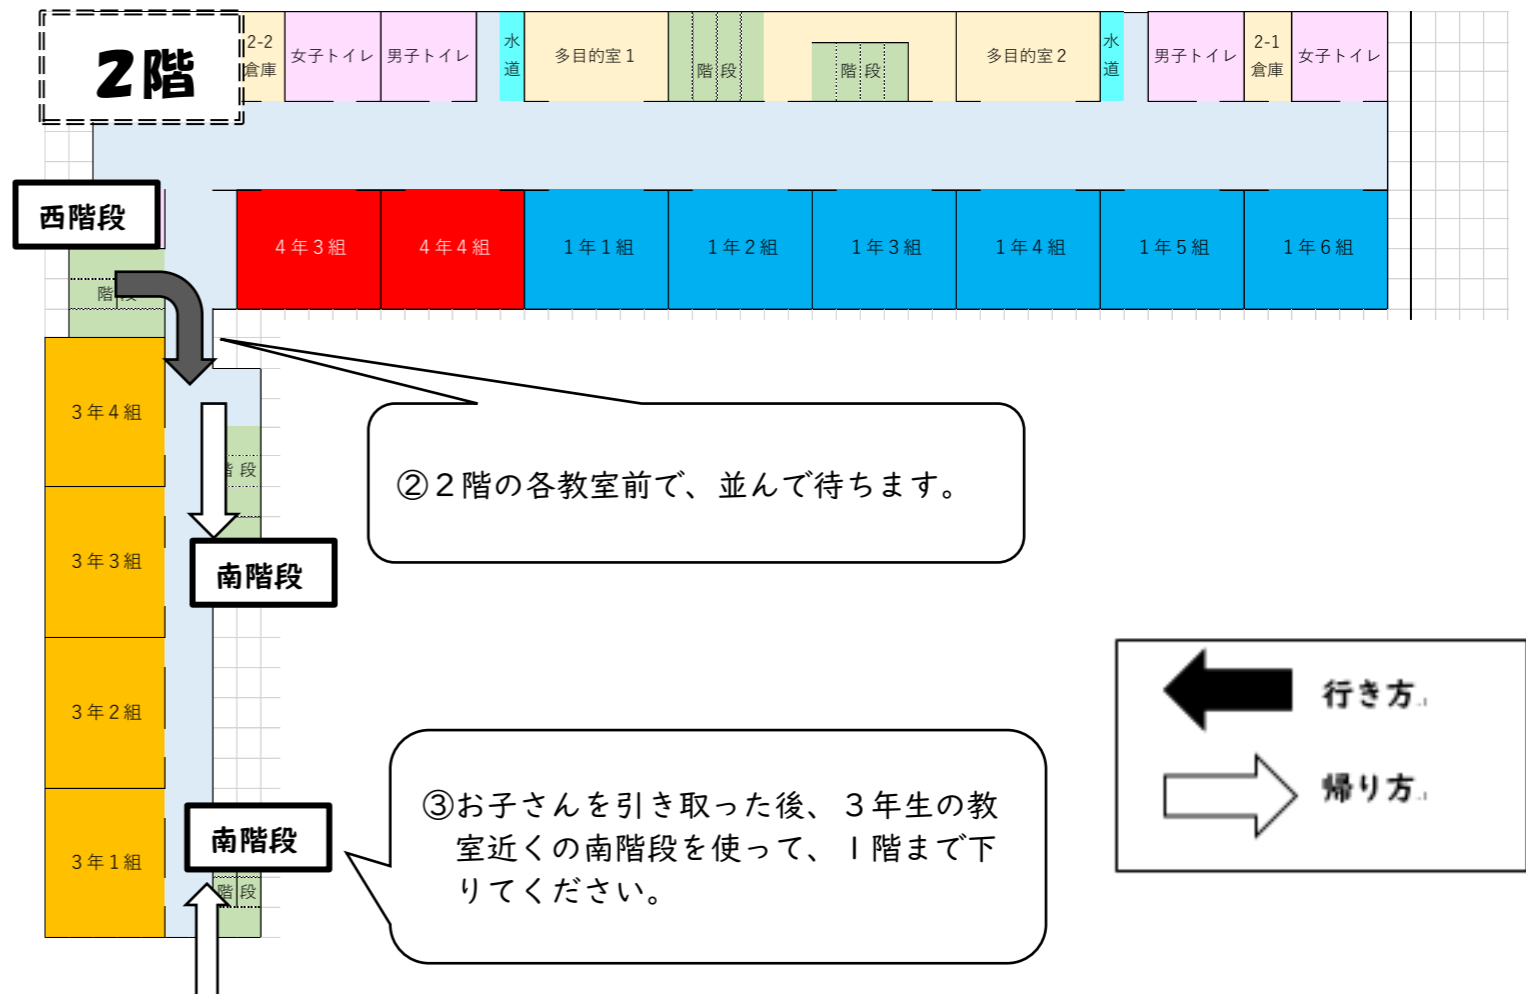 2階
2-2
倉庫
女子トイレ
男子トイレ
水
道
多目的室1
階段
階段
多目的室2
水
道
男子トイレ
2-1
倉庫
女子トイレ
西階段
4年3組
4年4組
1年1組
1年2組
1年3組
1年4組
1年5組
1年6組
階段
3年4組
階段
②2階の各教室前で、並んで待ちます。
3年3組
南階段
3年2組
行き方
帰り方
南階段
③お子さんを引き取った後、3年生の教
室近くの南階段を使って、1階まで下
りてください。
3年1組
階段